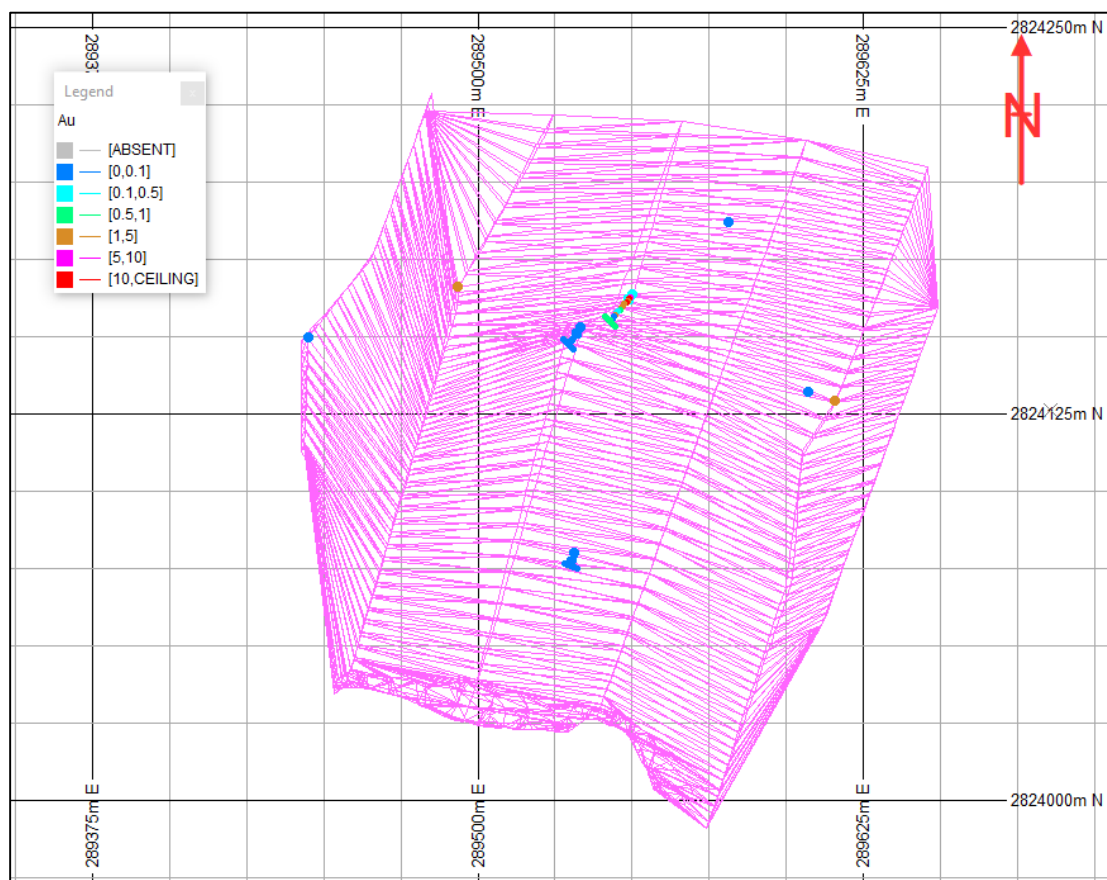 2824250m N
289500m E
289625m E
N
Legend
Au
[ABSENT]
[0,0.1]
[0.1,0.5]
[0.5,1]
[1,5]
[5,10]
[10,CEILING]
2824125m N
2824000m N
289375m E
289500m E
289625m E